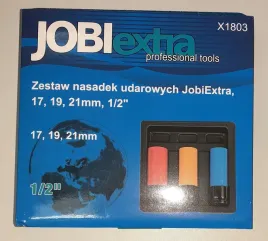 X1803
JOBIextra
professional tools
Zestaw nasadek udarowych JobiExtra,
17, 19, 21mm, 1/2"
17, 19, 21mm
1/2"